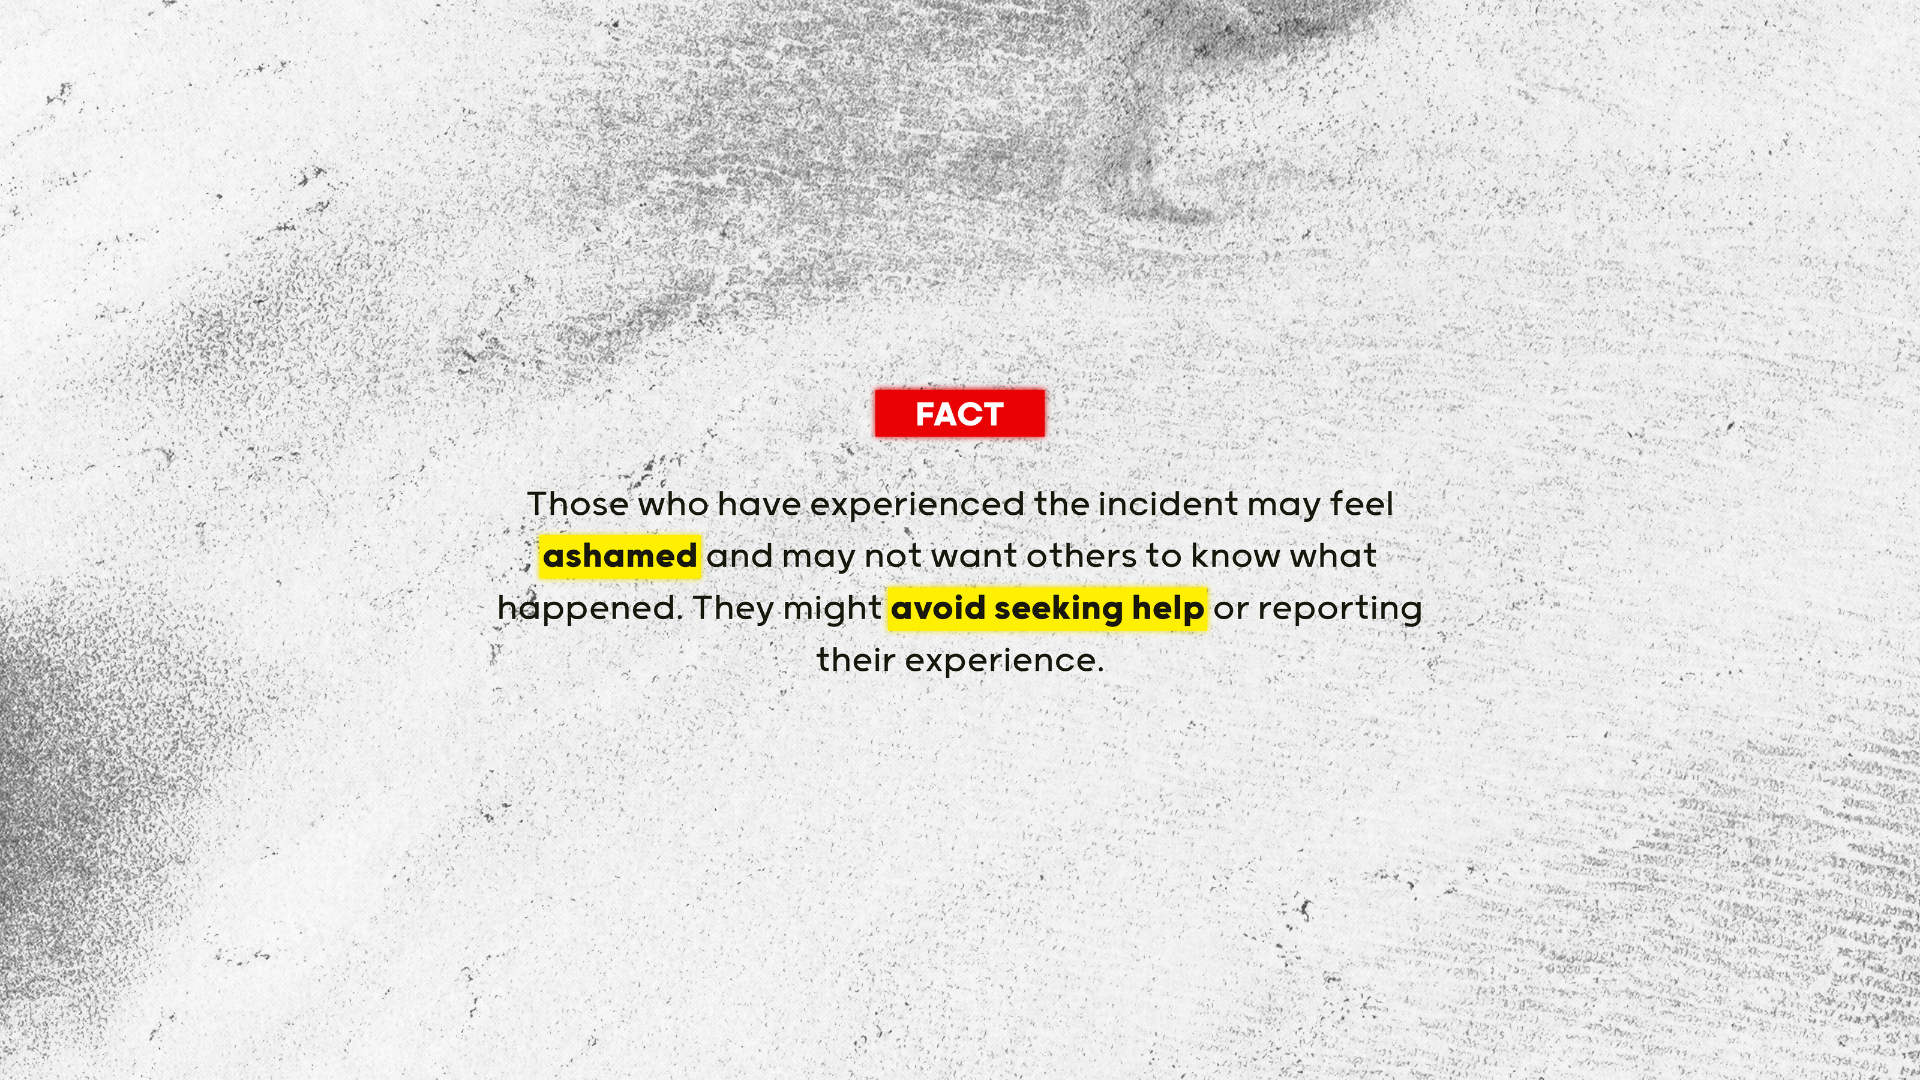 FACT
Those who have experienced the incident may feel
ashamed and may not want others to know what
happened. They might avoid seeking help or reporting
their experience.